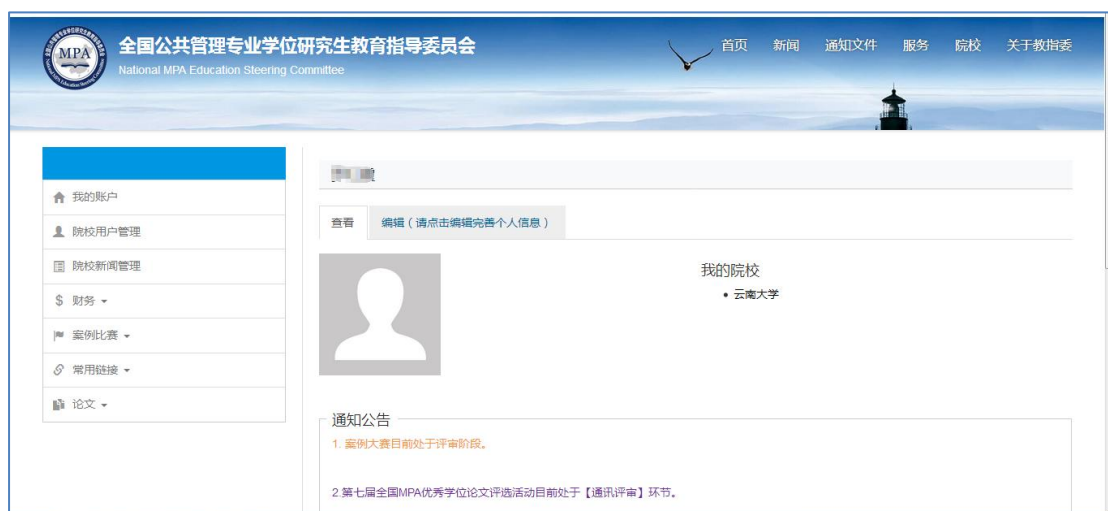 MPA
全国公共管理专业学位研究生教育指导委员会
National MPA Education Steering Committee
首页 新闻 通知文件 服务 院校 关于教指委
我的账户
院校用户管理
院校新闻管理
财务
案例比赛
常用链接
论文
查看 编辑（请点击编辑完善个人信息）
我的院校
• 云南大学
通知公告
1. 案例大赛目前处于评审阶段。
2.第七届全国MPA优秀学位论文评选活动目前处于【通讯评审】环节。